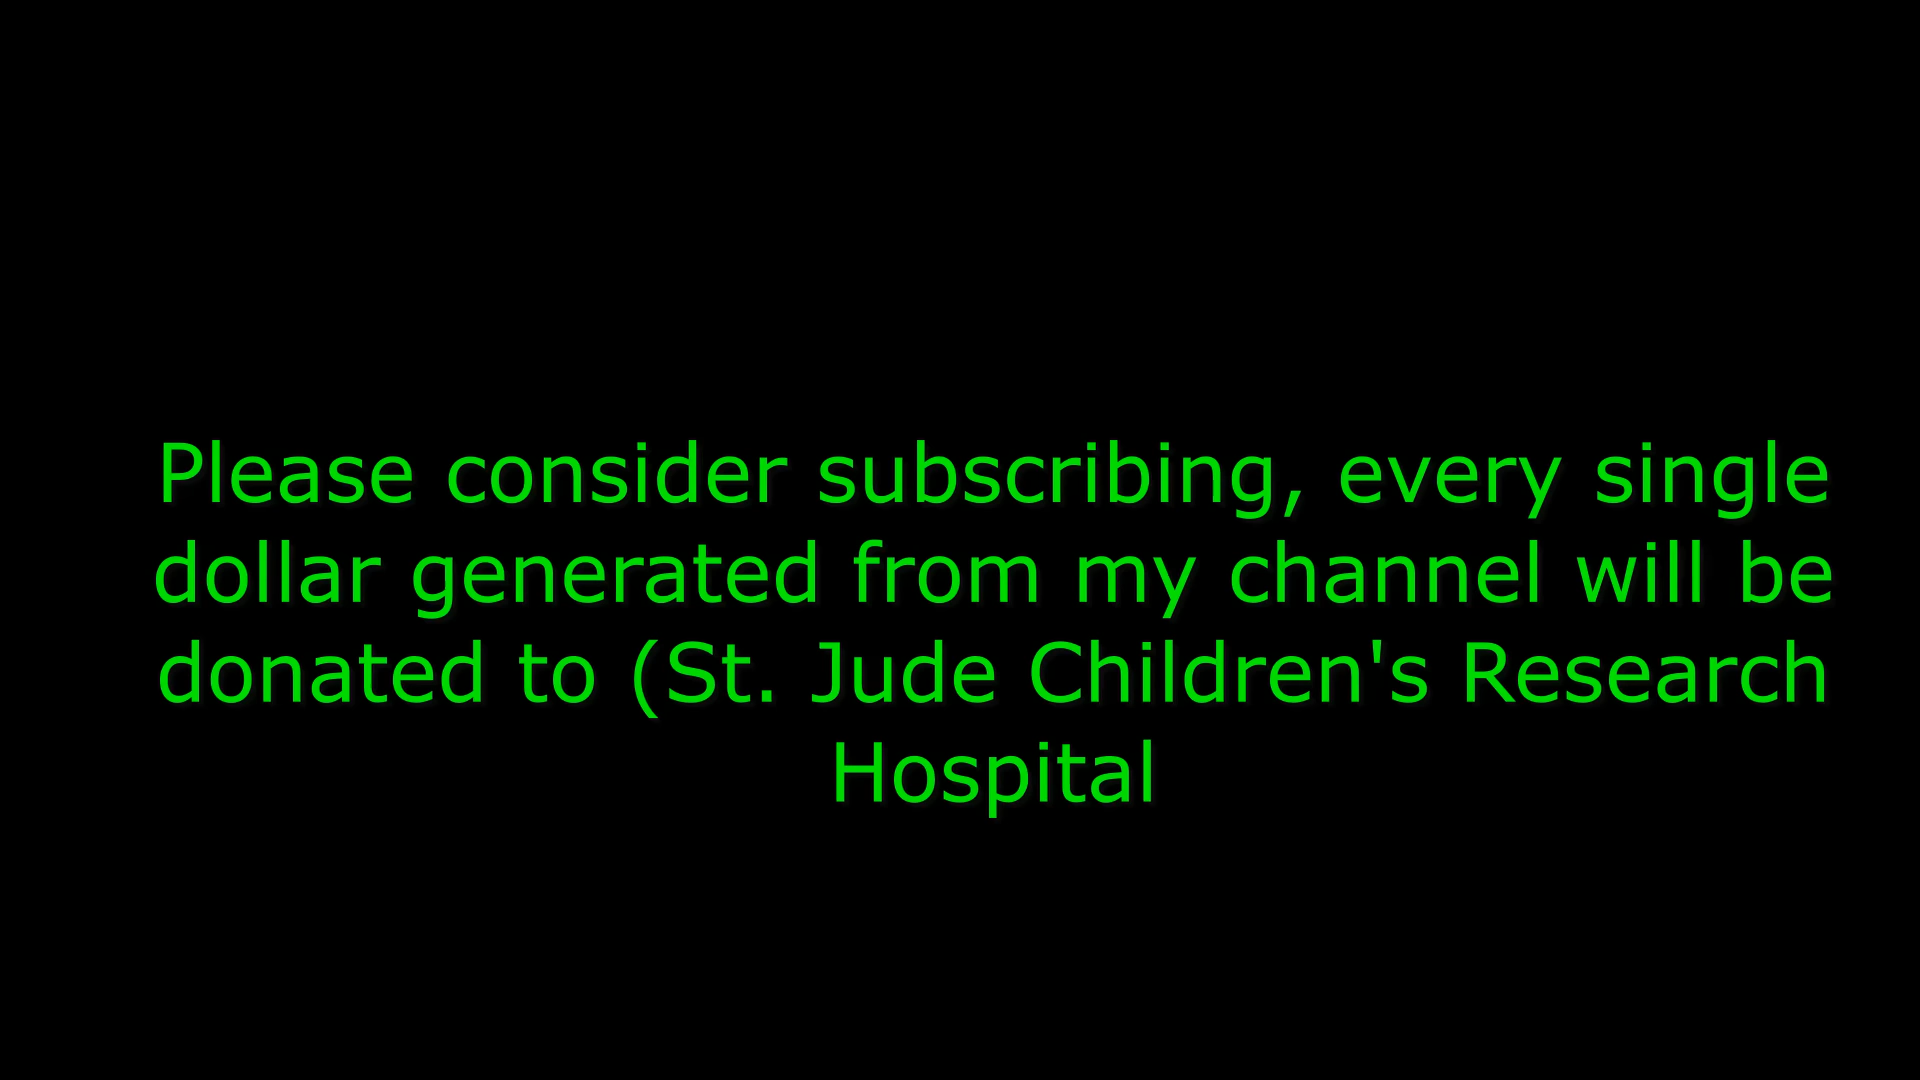 Please consider subscribing, every single
dollar generated from my channel will be
donated to (St. Jude Children's Research
Hospital